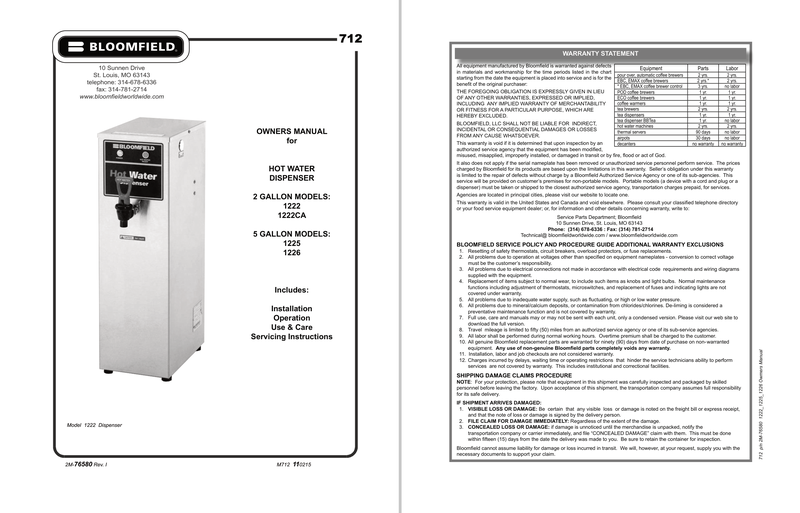 712
BLOOMFIELD
10 Sunnen Drive
St. Louis, MO 63143
telephone: 314-678-6336
fax: 314-781-2714
www.bloomfieldworldwide.com
BLOOMFIELD
Hot Water
Dispenser
OWNERS MANUAL
for
HOT WATER
DISPENSER
2 GALLON MODELS:
1222
1222CA
5 GALLON MODELS:
1225
1226
Includes:
Installation
Operation
Use & Care
Servicing Instructions
Model 1222 Dispenser
2M-76580 Rev. I
M712 110215
WARRANTY STATEMENT
All equipment manufactured by Bloomfield is warranted against defects
in materials and workmanship for the time periods listed in the chart
starting from the date the equipment is placed into service and is for the
benefit of the original purchaser:
THE FOREGOING OBLIGATION IS EXPRESSLY GIVEN IN LIEU
OF ANY OTHER WARRANTIES, EXPRESSED OR IMPLIED,
INCLUDING ANY IMPLIED WARRANTY OF MERCHANTABILITY
OR FITNESS FOR A PARTICULAR PURPOSE, WHICH ARE
HEREBY EXCLUDED.
BLOOMFIELD, LLC SHALL NOT BE LIABLE FOR INDIRECT,
INCIDENTAL OR CONSEQUENTIAL DAMAGES OR LOSSES
FROM ANY CAUSE WHATSOEVER.
This warranty is void if it is determined that upon inspection by an
authorized service agency that the equipment has been modified,
misused, misapplied, improperly installed, or damaged in transit or by fire, flood or act of God.
Equipment Parts Labor
pour over, automatic coffee brewers 2 yrs. 2 yrs.
EBC, EMAX coffee brewers 2 yrs.* 2 yrs.
* EBC, EMAX coffee brewer control 3 yrs. no labor
POD coffee brewers 1 yr. 1 yr.
ECO coffee brewers 1 yr. 1 yr.
coffee warmers 1 yr. 1 yr.
tea brewers 2 yrs. 2 yrs.
tea dispensers 1 yr. 1 yr.
tea dispenser BBTea 1 yr. no labor
hot water machines 2 yrs. 2 yrs.
thermal servers 90 days no labor
airpots 30 days no labor
decanters no warranty no warranty
It also does not apply if the serial nameplate has been removed or unauthorized service personnel perform service. The prices
charged by Bloomfield for its products are based upon the limitations in this warranty. Seller's obligation under this warranty
is limited to the repair of defects without charge by a Bloomfield Authorized Service Agency or one of its sub-agencies. This
service will be provided on customer's premises for non-portable models. Portable models (a device with a cord and plug or a
dispenser) must be taken or shipped to the closest authorized service agency, transportation charges prepaid, for services.
Agencies are located in principal cities, please visit our website to locate one.
This warranty is valid in the United States and Canada and void elsewhere. Please consult your classified telephone directory
or your food service equipment dealer; or, for information and other details concerning warranty, write to:
Service Parts Department, Bloomfield
10 Sunnen Drive, St. Louis, MO 63143
Phone: (314) 678-6336 : Fax: (314) 781-2714
Technical@ bloomfieldworldwide.com / www.bloomfieldworldwide.com
BLOOMFIELD SERVICE POLICY AND PROCEDURE GUIDE ADDITIONAL WARRANTY EXCLUSIONS
1. Resetting of safety thermostats, circuit breakers, overload protectors, or fuse replacements.
2. All problems due to operation at voltages other than specified on equipment nameplates - conversion to correct voltage
must be the customer's responsibility.
3. All problems due to electrical connections not made in accordance with electrical code requirements and wiring diagrams
supplied with the equipment.
4. Replacement of items subject to normal wear, to include such items as knobs and light bulbs. Normal maintenance
functions including adjustment of thermostats, microswitches, and replacement of fuses and indicating lights are not
covered under warranty.
5. All problems due to inadequate water supply, such as fluctuating, or high or low water pressure.
6. All problems due to mineral/calcium deposits, or contamination from chlorides/chlorines. De-liming is considered a
preventative maintenance function and is not covered by warranty.
7. Full use, care and manuals may or may not be sent with each unit, only a condensed version. Please visit our web site to
download the full version.
8. Travel mileage is limited to fifty (50) miles from an authorized service agency or one of its sub-service agencies.
9. All labor shall be performed during normal working hours. Overtime premium shall be charged to the customer.
10. All genuine Bloomfield replacement parts are warranted for ninety (90) days from date of purchase on non-warranted
equipment. Any use of non-genuine Bloomfield parts completely voids any warranty.
11. Installation, labor and job checkouts are not considered warranty.
12. Charges incurred by delays, waiting time or operating restrictions that hinder the service technicians ability to perform
services are not covered by warranty. This includes institutional and correctional facilities.
SHIPPING DAMAGE CLAIMS PROCEDURE
NOTE: For your protection, please note that equipment in this shipment was carefully inspected and packaged by skilled
personnel before leaving the factory. Upon acceptance of this shipment, the transportation company assumes full responsibility
for its safe delivery.
IF SHIPMENT ARRIVES DAMAGED:
1. VISIBLE LOSS OR DAMAGE: Be certain that any visible loss or damage is noted on the freight bill or express receipt,
and that the note of loss or damage is signed by the delivery person.
2. FILE CLAIM FOR DAMAGE IMMEDIATELY: Regardless of the extent of the damage.
3. CONCEALED LOSS OR DAMAGE: if damage is unnoticed until the merchandise is unpacked, notify the
transportation company or carrier immediately, and file "CONCEALED DAMAGE" claim with them. This must be done
within fifteen (15) days from the date the delivery was made to you. Be sure to retain the container for inspection.
Bloomfield cannot assume liability for damage or loss incurred in transit. We will, however, at your request, supply you with the
necessary documents to support your claim.
712 p/n 2M-76580 1222_1225_1226 Owners Manual